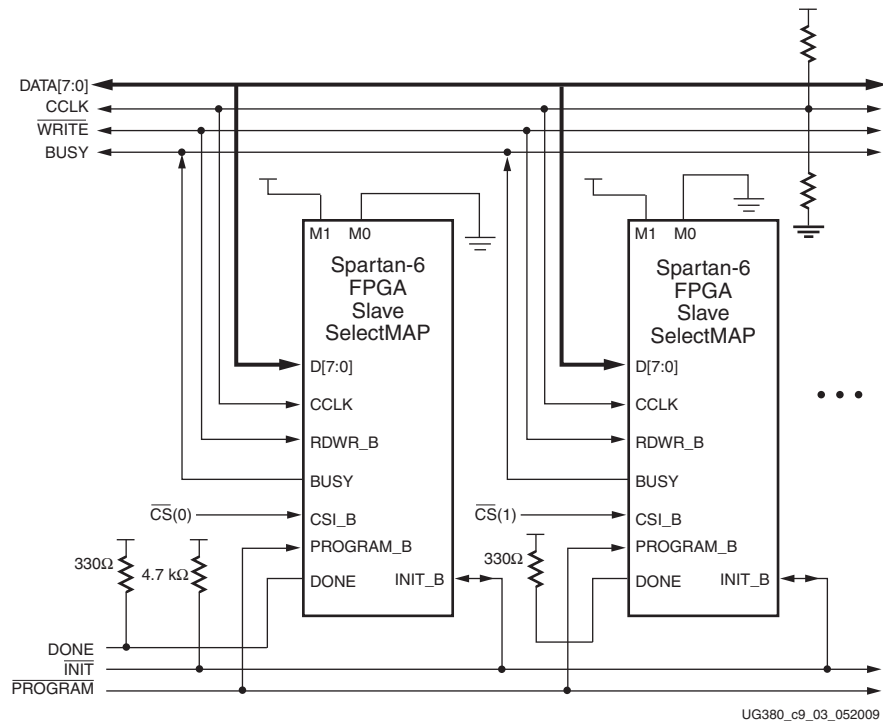 DATA[7:0]
CCLK
WRITE
BUSY
M1 M0
Spartan-6
FPGA
Slave
SelectMAP
D[7:0]
CCLK
RDWR_B
BUSY
CS(0)
CSI_B
PROGRAM_B
DONE INIT_B
330Ω
4.7 kΩ
M1 M0
Spartan-6
FPGA
Slave
SelectMAP
D[7:0]
CCLK
RDWR_B
BUSY
CS(1)
CSI_B
PROGRAM_B
330Ω
DONE INIT_B
DONE
INIT
PROGRAM
UG380_c9_03_052009